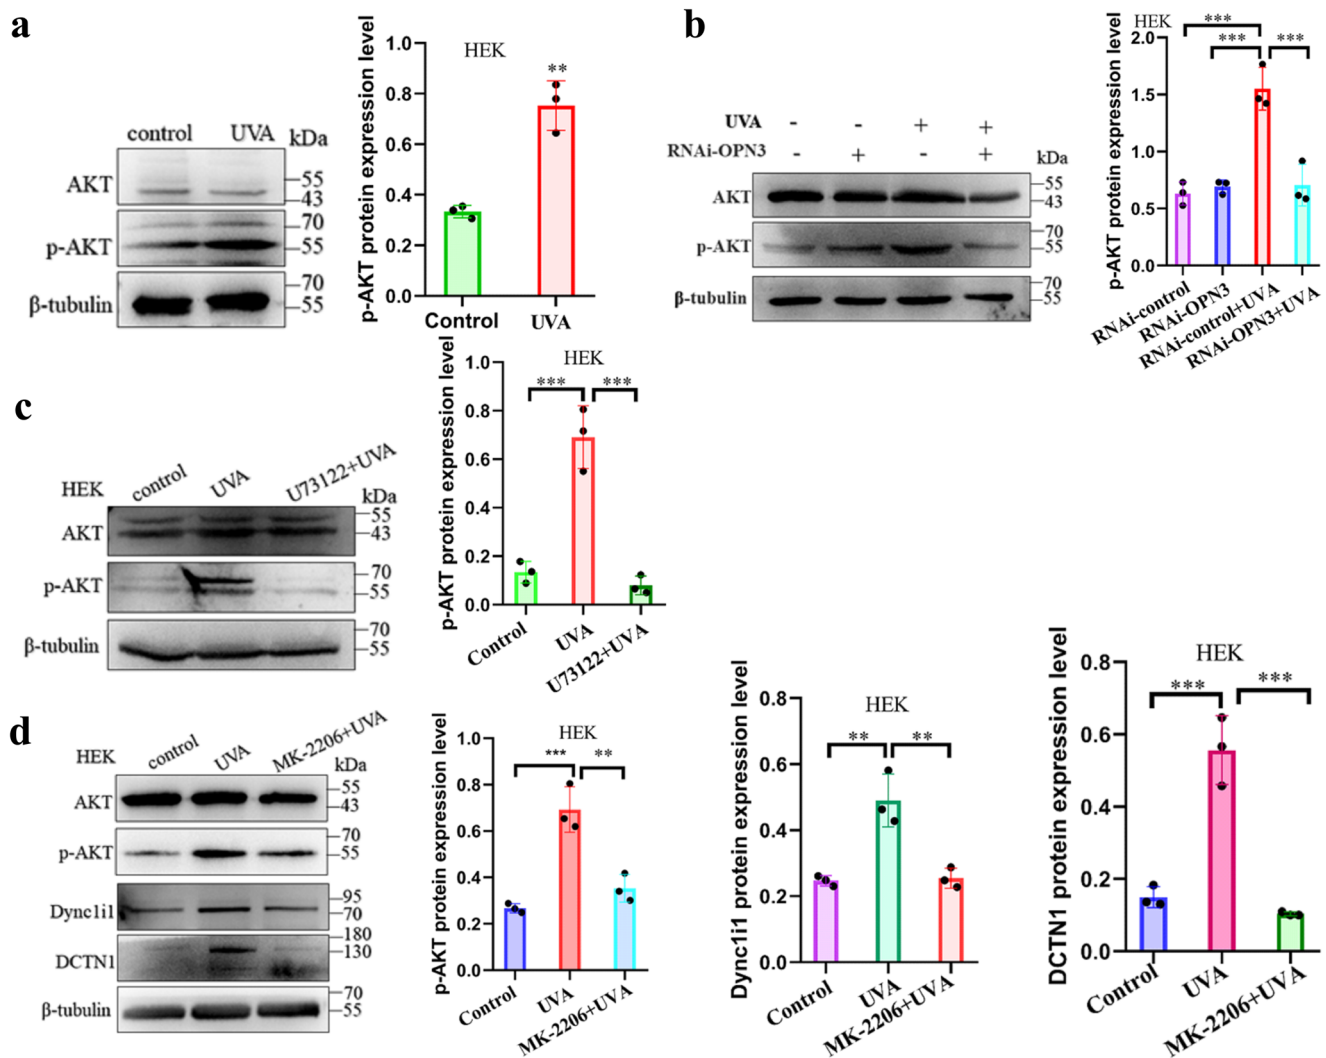 a
control UVA kDa
AKT
55
43
p-AKT
70
55
β-tubulin
70
55
p-AKT protein expression level
HEK
**
1.0
0.8
0.6
0.4
0.2
0.0
Control UVA
b
UVA - - + +
RNAi-OPN3 - + - +
kDa
AKT
55
43
p-AKT
70
55
β-tubulin
70
55
p-AKT protein expression level
HEK
***
*** ***
2.0
1.5
1.0
0.5
0.0
RNAi-control
RNAi-OPN3
RNAi-control+UVA
RNAi-OPN3+UVA
c
HEK control UVA U73122+UVA kDa
AKT
55
43
p-AKT
70
55
β-tubulin
70
55
p-AKT protein expression level
HEK
*** ***
1.0
0.8
0.6
0.4
0.2
0.0
Control
UVA
U73122+UVA
d
HEK control UVA MK-2206+UVA kDa
AKT
55
43
p-AKT
70
55
Dync1i1
95
70
DCTN1
180
130
β-tubulin
70
55
p-AKT protein expression level
HEK
*** **
1.0
0.8
0.6
0.4
0.2
0.0
Control
UVA
MK-2206+UVA
Dync1i1 protein expression level
HEK
** **
0.8
0.6
0.4
0.2
0.0
Control
UVA
MK-2206+UVA
DCTN1 protein expression level
HEK
*** ***
0.8
0.6
0.4
0.2
0.0
Control
UVA
MK-2206+UVA